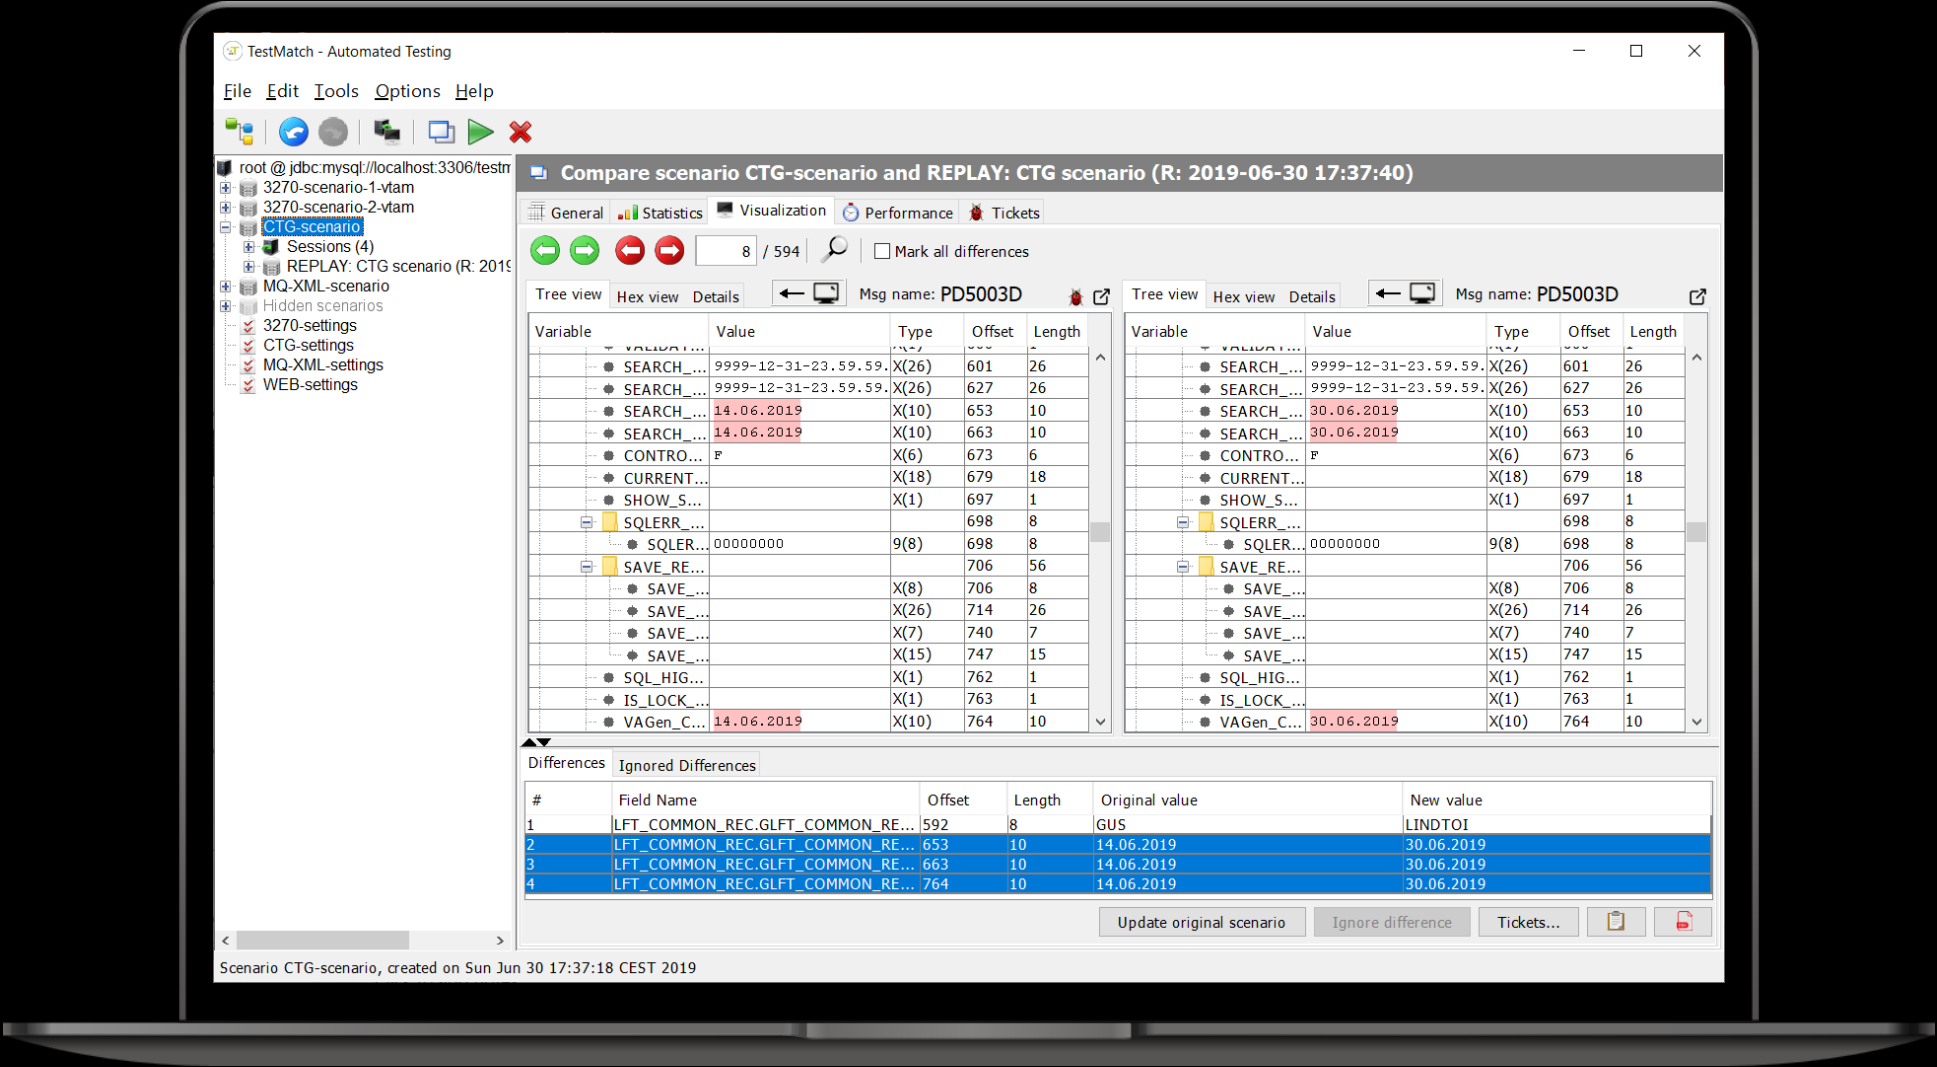 TestMatch - Automated Testing
File Edit Tools Options Help
root @ jdbc:mysql://localhost:3306/testm
3270-scenario-1-vtam
3270-scenario-2-vtam
CTG-scenario
Sessions (4)
REPLAY: CTG scenario (R: 2019
MQ-XML-scenario
Hidden scenarios
3270-settings
CTG-settings
MQ-XML-settings
WEB-settings
Compare scenario CTG-scenario and REPLAY: CTG scenario (R: 2019-06-30 17:37:40)
General Statistics Visualization Performance Tickets
8 / 594 Mark all differences
Tree view Hex view Details Msg name: PD5003D
Variable Value Type Offset Length
SEARCH_... 9999-12-31-23.59.59. X(26) 601 26
SEARCH_... 9999-12-31-23.59.59. X(26) 627 26
SEARCH_... 14.06.2019 X(10) 653 10
SEARCH_... 14.06.2019 X(10) 663 10
CONTRO... F X(6) 673 6
CURRENT... X(18) 679 18
SHOW_S... X(1) 697 1
SQLERR_... 698 8
SQLER... 00000000 9(8) 698 8
SAVE_RE... 706 56
SAVE_... X(8) 706 8
SAVE_... X(26) 714 26
SAVE_... X(7) 740 7
SAVE_... X(15) 747 15
SQL_HIG... X(1) 762 1
IS_LOCK_... X(1) 763 1
VAGen_C... 14.06.2019 X(10) 764 10
Tree view Hex view Details Msg name: PD5003D
Variable Value Type Offset Length
SEARCH_... 9999-12-31-23.59.59. X(26) 601 26
SEARCH_... 9999-12-31-23.59.59. X(26) 627 26
SEARCH_... 30.06.2019 X(10) 653 10
SEARCH_... 30.06.2019 X(10) 663 10
CONTRO... F X(6) 673 6
CURRENT... X(18) 679 18
SHOW_S... X(1) 697 1
SQLERR_... 698 8
SQLER... 00000000 9(8) 698 8
SAVE_RE... 706 56
SAVE_... X(8) 706 8
SAVE_... X(26) 714 26
SAVE_... X(7) 740 7
SAVE_... X(15) 747 15
SQL_HIG... X(1) 762 1
IS_LOCK_... X(1) 763 1
VAGen_C... 30.06.2019 X(10) 764 10
Differences Ignored Differences
# Field Name Offset Length Original value New value
1 LFT_COMMON_REC.GLFT_COMMON_RE... 592 8 GUS LINDTOI
2 LFT_COMMON_REC.GLFT_COMMON_RE... 653 10 14.06.2019 30.06.2019
3 LFT_COMMON_REC.GLFT_COMMON_RE... 663 10 14.06.2019 30.06.2019
4 LFT_COMMON_REC.GLFT_COMMON_RE... 764 10 14.06.2019 30.06.2019
Update original scenario Ignore difference Tickets...
Scenario CTG-scenario, created on Sun Jun 30 17:37:18 CEST 2019